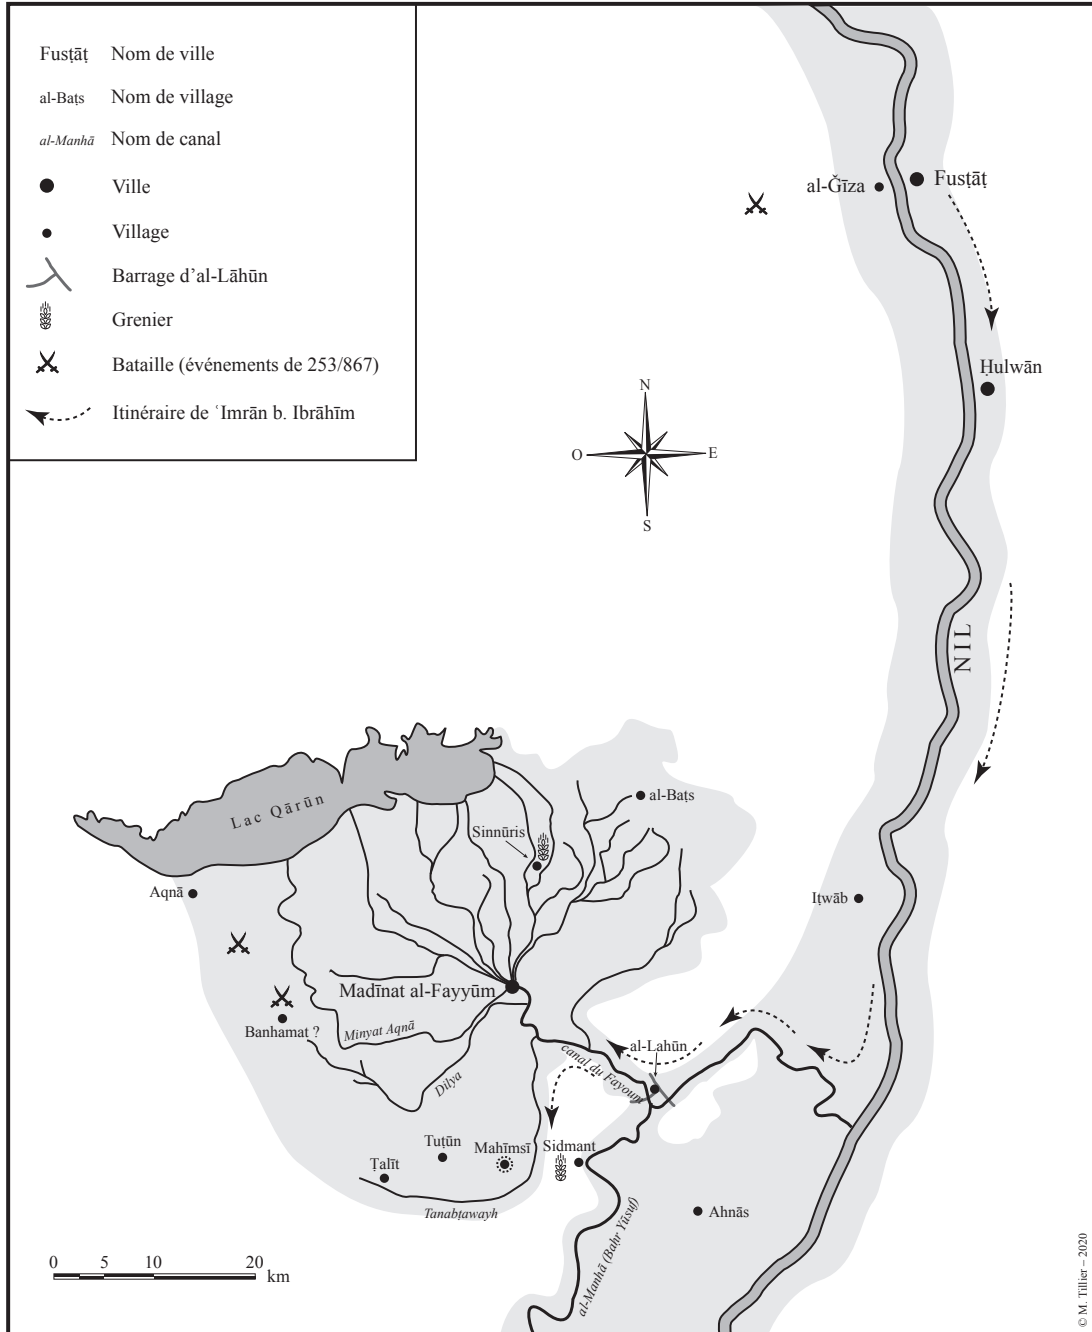 Fusṭāṭ Nom de ville
al-Baṭs Nom de village
al-Manhā Nom de canal
Ville
Village
Barrage d’al-Lāhūn
Grenier
Bataille (événements de 253/867)
Itinéraire de ʿImrān b. Ibrāhīm
al-Ǧīza
Fusṭāṭ
Ḥulwān
N
O
E
S
NIL
Lac Qārūn
al-Baṭs
Sinnūris
Aqnā
Iṭwāb
Madīnat al-Fayyūm
Banhamat ?
Minyat Aqnā
al-Lahūn
canal du Fayoum
Dilya
Tuṭūn
Mahīmsī
Sidmant
Ṭalīt
Tanabṭawayh
Ahnās
al-Manhā (Baḥr Yūsuf)
0 5 10 20
km
© M. Tillier – 2020